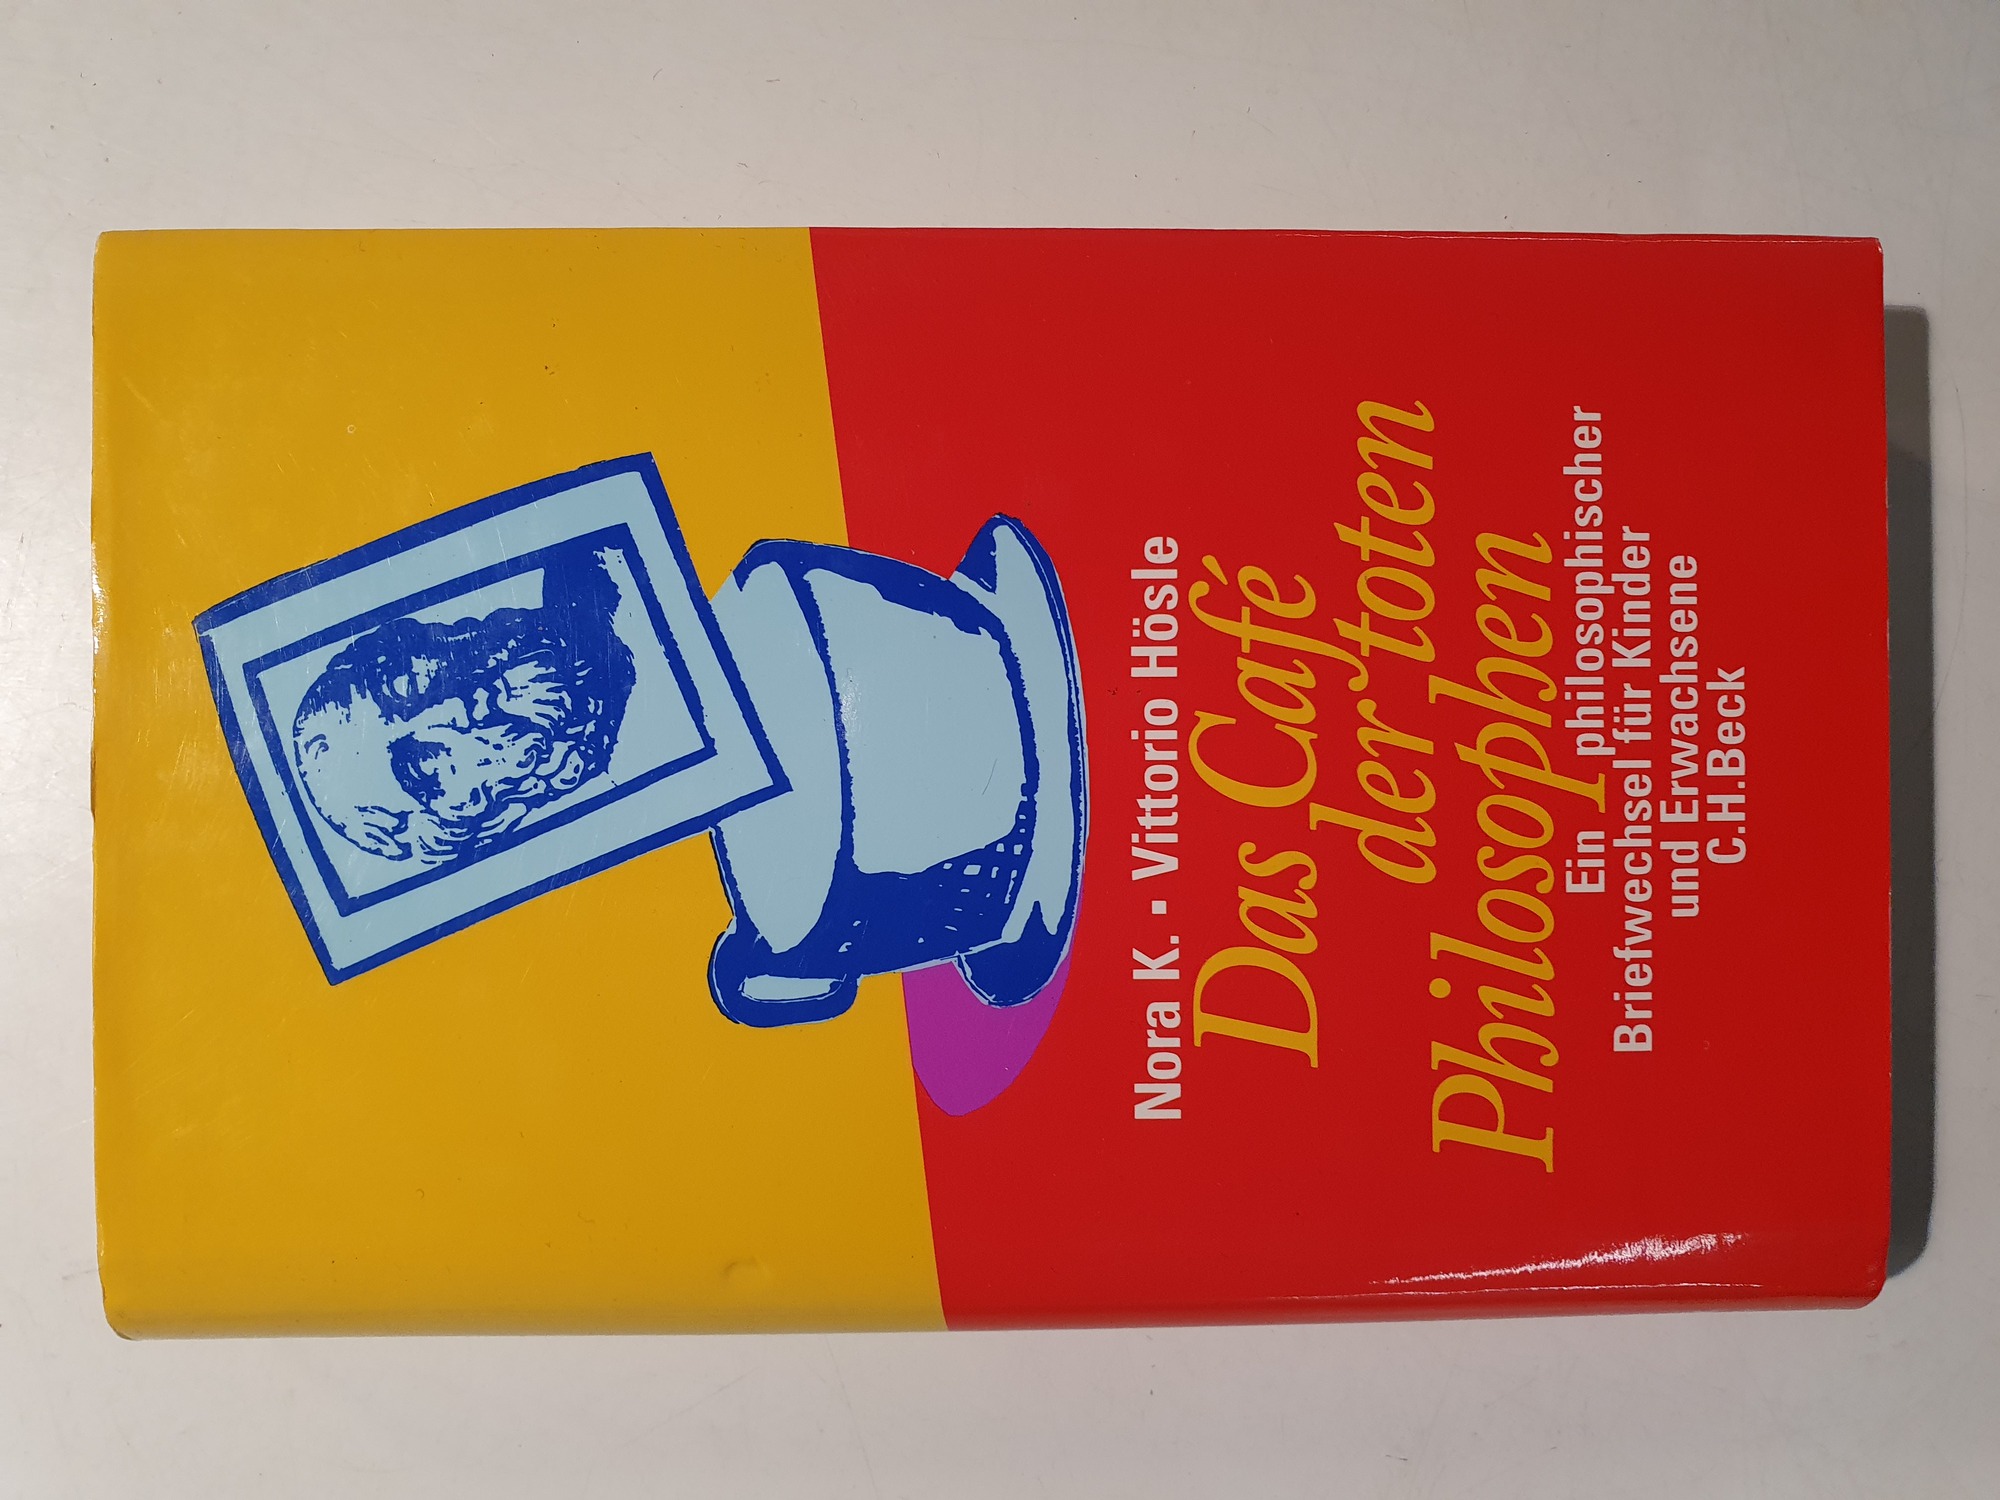 Nora K. ▪ Vittorio Hösle
Das Café
der toten
Philosophen
Ein philosophischer
Briefwechsel für Kinder
und Erwachsene
C.H.Beck